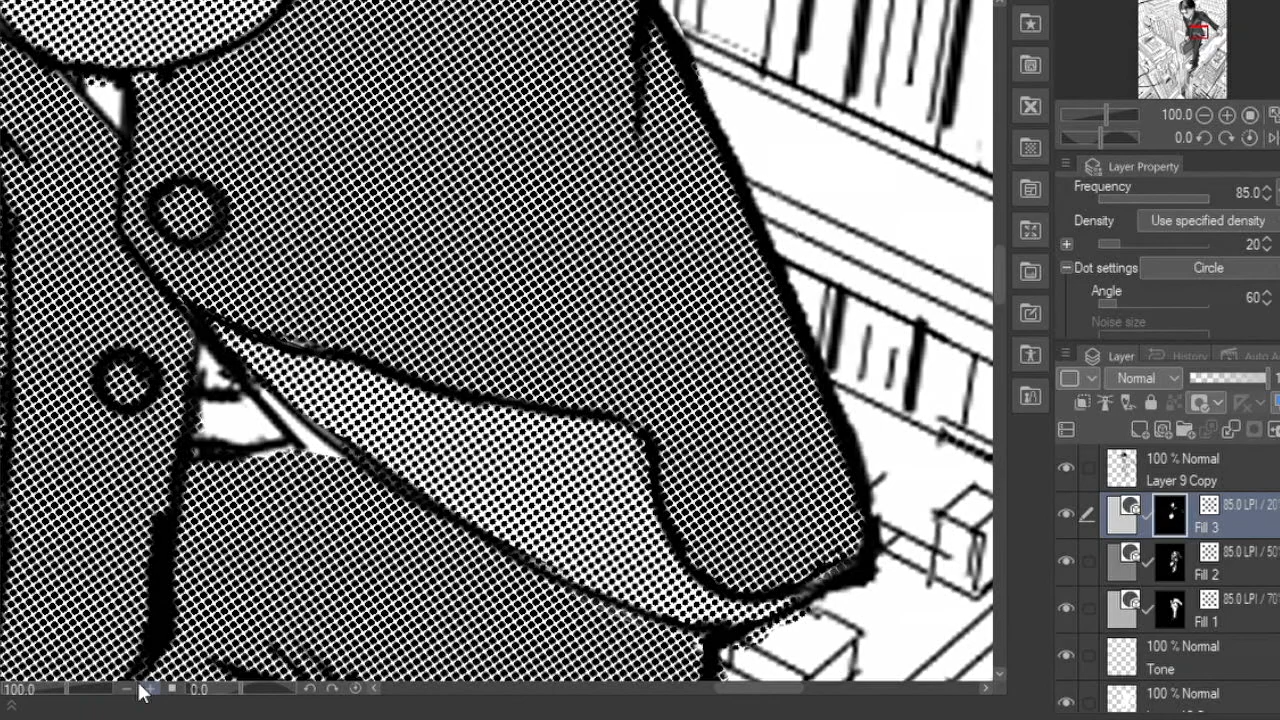 100.0
0.0
Layer Property
Frequency
85.0
Density
Use specified density
20
Dot settings
Circle
Angle
60
Noise size
Layer
History
Auto
Normal
100 % Normal
Layer 9 Copy
85.0 LPI / 20
Fill 3
85.0 LPI / 50
Fill 2
85.0 LPI / 70
Fill 1
100 % Normal
Tone
100 % Normal
100.0
0.0